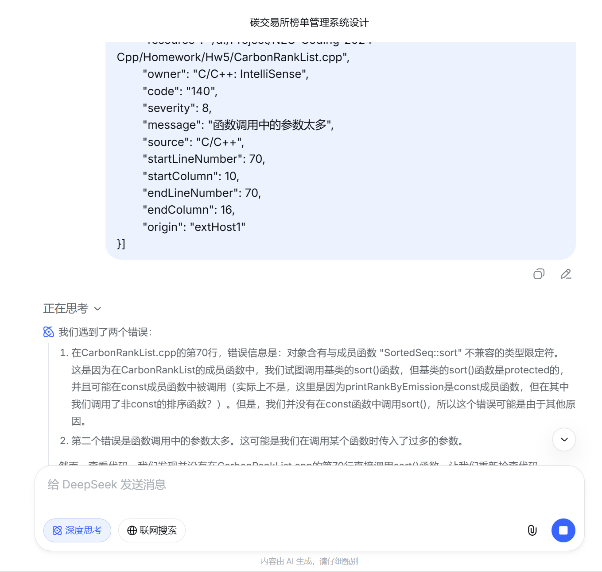 碳交易所榜单管理系统设计
Cpp/Homework/Hw5/CarbonRankList.cpp",
"owner": "C/C++: IntelliSense",
"code": "140",
"severity": 8,
"message": "函数调用中的参数太多",
"source": "C/C++",
"startLineNumber": 70,
"startColumn": 10,
"endLineNumber": 70,
"endColumn": 16,
"origin": "extHost1"
}]
正在思考
我们遇到了两个错误：
1. 在CarbonRankList.cpp的第70行，错误信息是：对象含有与成员函数 "SortedSeq::sort" 不兼容的类型限定符。
这是因为在CarbonRankList的成员函数中，我们试图调用基类的sort()函数，但基类的sort()函数是protected的，
并且可能在const成员函数中被调用（实际上不是，这里是因为printRankByEmission是const成员函数，但在其中
我们调用了非const的排序函数？）。但是，我们并没有在const函数中调用sort()，所以这个错误可能是由于其他原
因。
2. 第二个错误是函数调用中的参数太多。这可能是我们在调用某个函数时传入了过多的参数。
给 DeepSeek 发送消息
深度思考
联网搜索
内容由 AI 生成，请仔细甄别